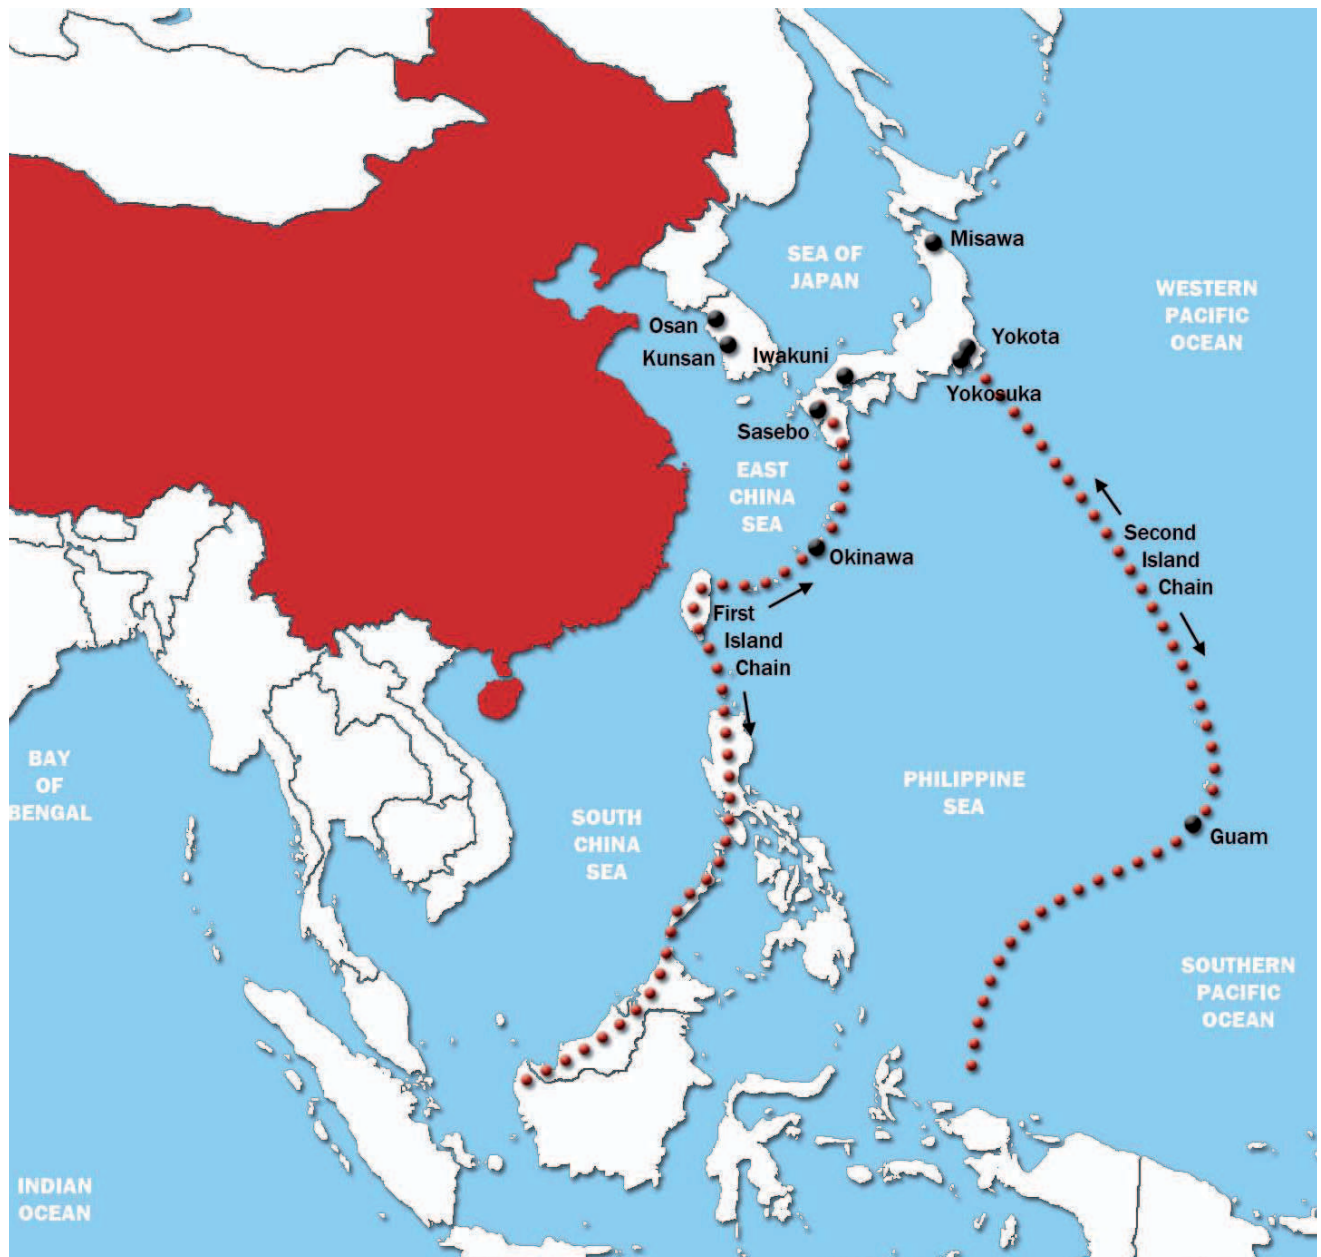 Misawa
SEA OF
JAPAN
WESTERN
PACIFIC
OCEAN
Osan
Kunsan
Iwakuni
Yokota
Yokosuka
Sasebo
EAST
CHINA
SEA
Okinawa
Second
Island
Chain
First
Island
Chain
BAY
OF
BENGAL
PHILIPPINE
SEA
SOUTH
CHINA
SEA
Guam
SOUTHERN
PACIFIC
OCEAN
INDIAN
OCEAN